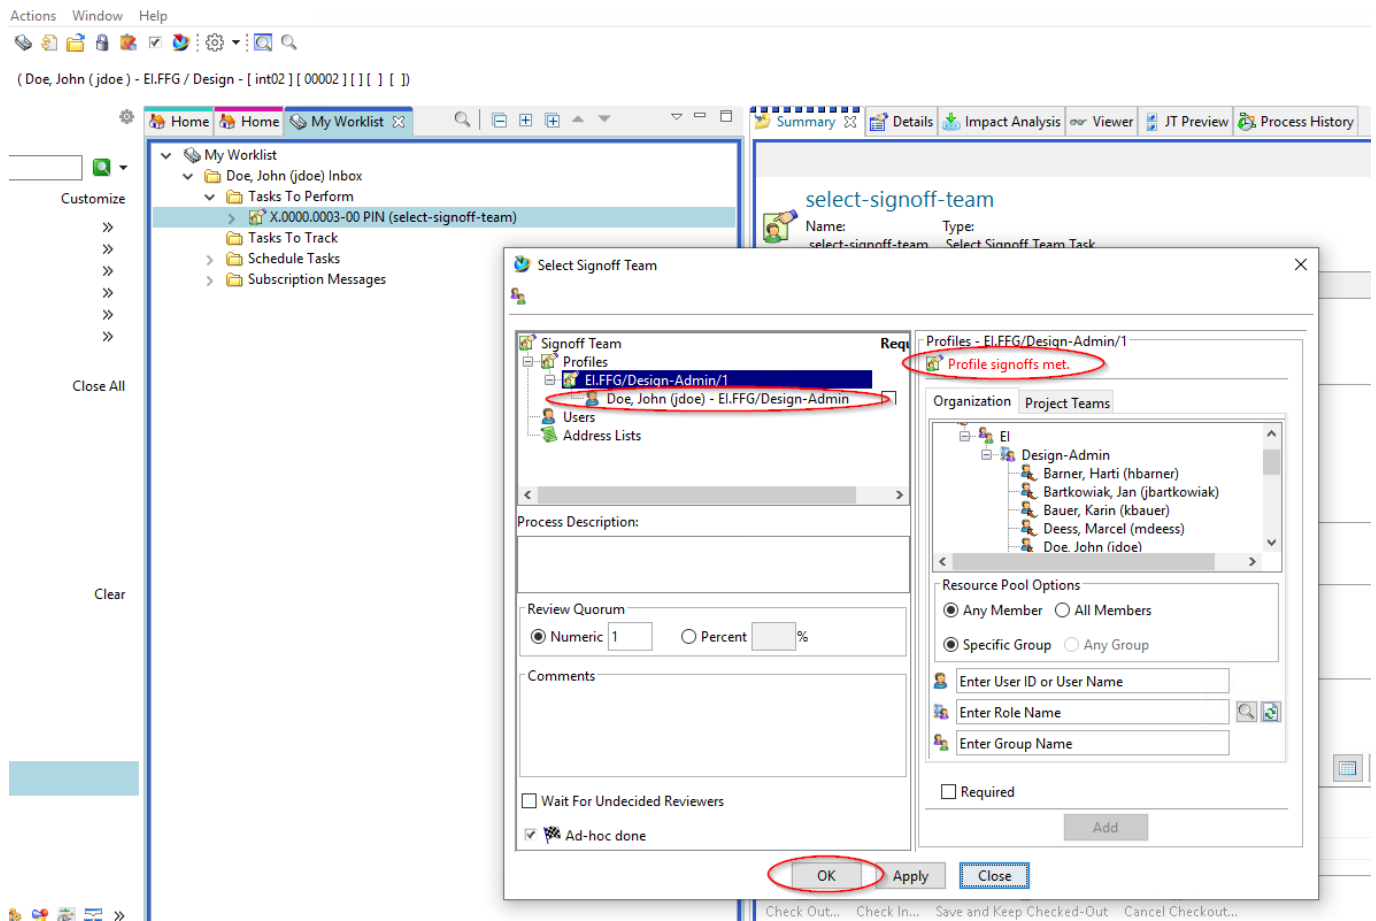 Actions Window Help
( Doe, John ( jdoe ) - EI.FFG / Design - [ int02 ] [ 00002 ] [ ] [ ] [ ])
Home Home My Worklist
Summary Details Impact Analysis Viewer JT Preview Process History
Customize
Close All
Clear
My Worklist
Doe, John (jdoe) Inbox
Tasks To Perform
X.0000.0003-00 PIN (select-signoff-team)
Tasks To Track
Schedule Tasks
Subscription Messages
select-signoff-team
Name: Type:
select-signoff-team Select Signoff Team Task
Select Signoff Team
Signoff Team Requ
Profiles
EI.FFG/Design-Admin/1
Doe, John (jdoe) - EI.FFG/Design-Admin
Users
Address Lists
Process Description:
Review Quorum
Numeric 1 Percent %
Comments
Wait For Undecided Reviewers
Ad-hoc done
Profiles - EI.FFG/Design-Admin/1
Profile signoffs met.
Organization Project Teams
EI
Design-Admin
Barner, Harti (hbarner)
Bartkowiak, Jan (jbartkowiak)
Bauer, Karin (kbauer)
Deess, Marcel (mdeess)
Doe, John (jdoe)
Resource Pool Options
Any Member All Members
Specific Group Any Group
Enter User ID or User Name
Enter Role Name
Enter Group Name
Required
Add
OK Apply Close
Check Out... Check In... Save and Keep Checked-Out Cancel Checkout...